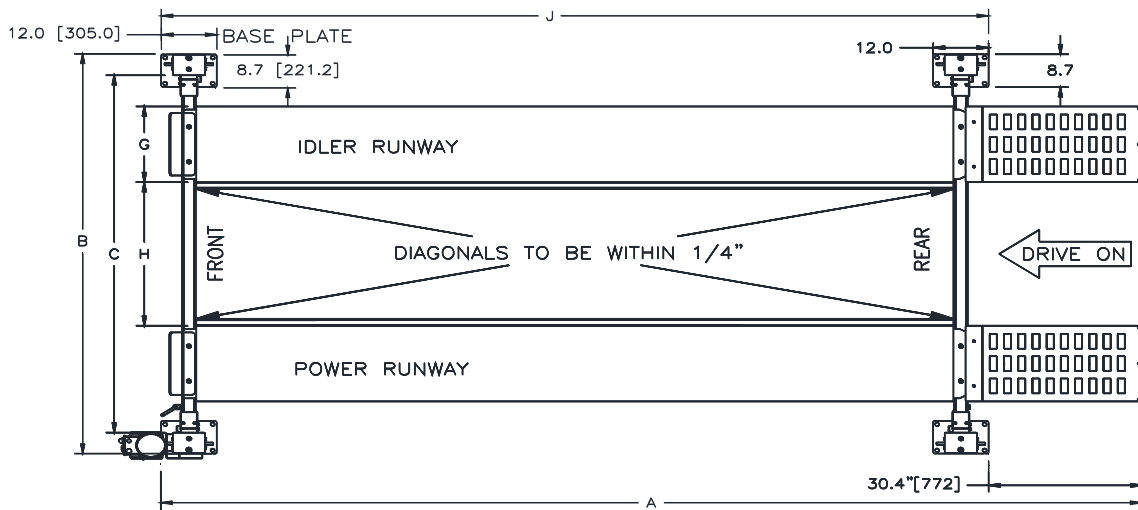 J
12.0 [305.0]
BASE PLATE
8.7 [221.2]
12.0
8.7
G
IDLER RUNWAY
B
C
H
FRONT
DIAGONALS TO BE WITHIN 1/4"
REAR
DRIVE ON
POWER RUNWAY
30.4"[772]
A